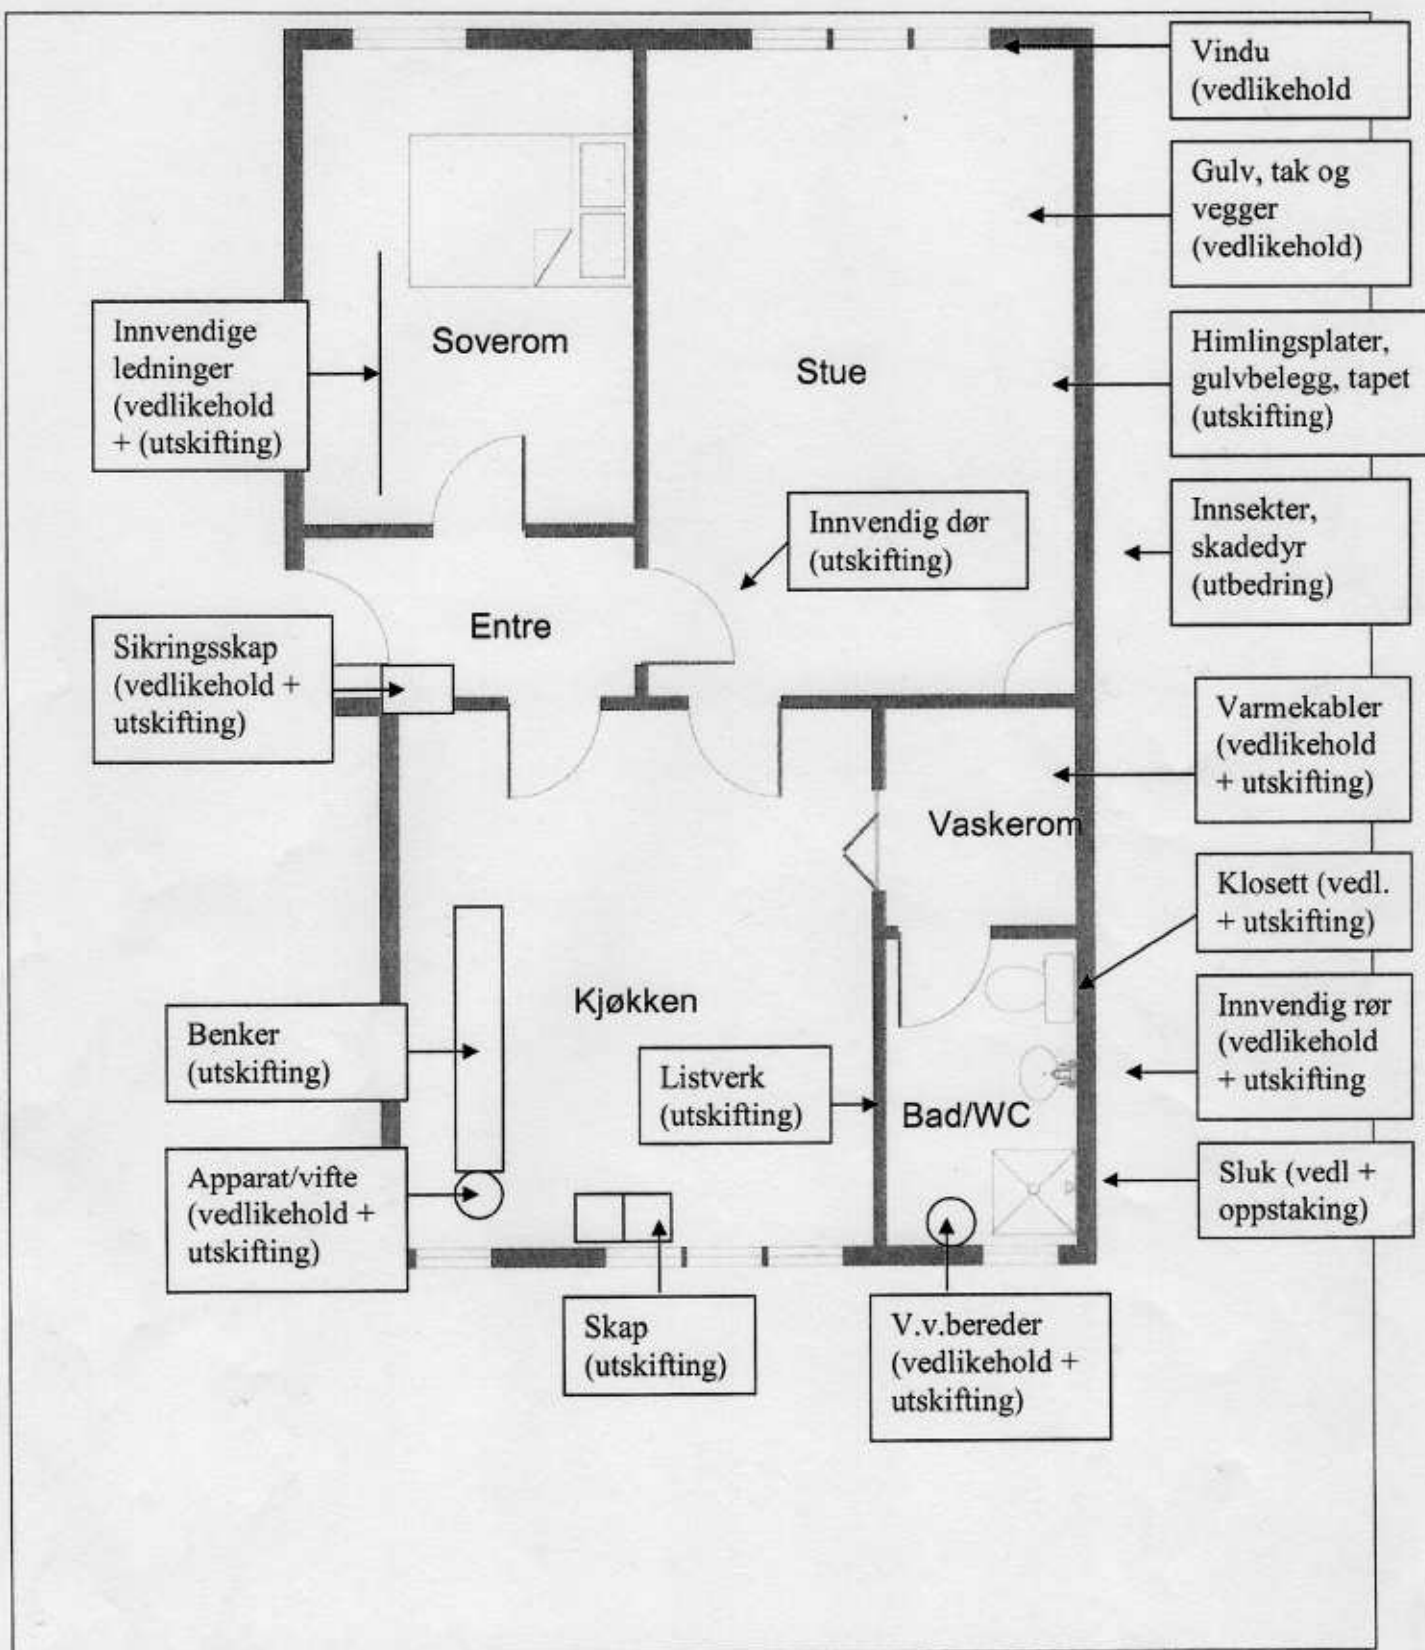 Vindu
(vedlikehold
Gulv, tak og
vegger
(vedlikehold)
Innvendige
ledninger
(vedlikehold
+ (utskifting)
Soverom
Stue
Himlingsplater,
gulvbelegg, tapet
(utskifting)
Innvendig dør
(utskifting)
Innsekter,
skadedyr
(utbedring)
Sikringsskap
(vedlikehold +
utskifting)
Entre
Varmekabler
(vedlikehold
+ utskifting)
Vaskerom
Klosett (vedl.
+ utskifting)
Benker
(utskifting)
Kjøkken
Listverk
(utskifting)
Bad/WC
Innvendig rør
(vedlikehold
+ utskifting
Apparat/vifte
(vedlikehold +
utskifting)
Sluk (vedl +
oppstaking)
Skap
(utskifting)
V.v.bereder
(vedlikehold +
utskifting)